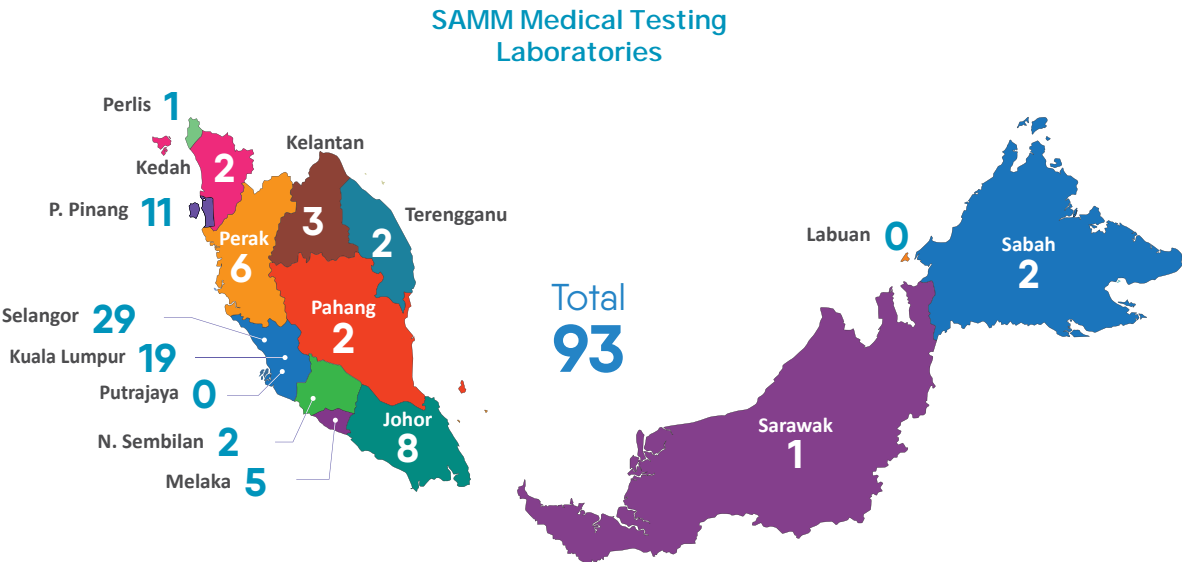 SAMM Medical Testing
Laboratories
Perlis 1
Kedah 2
Kelantan
3
P. Pinang 11
Terengganu
2
Perak
6
Labuan 0
Sabah
2
Pahang
2
Total
93
Selangor 29
Kuala Lumpur 19
Putrajaya 0
N. Sembilan 2
Melaka 5
Johor
8
Sarawak
1